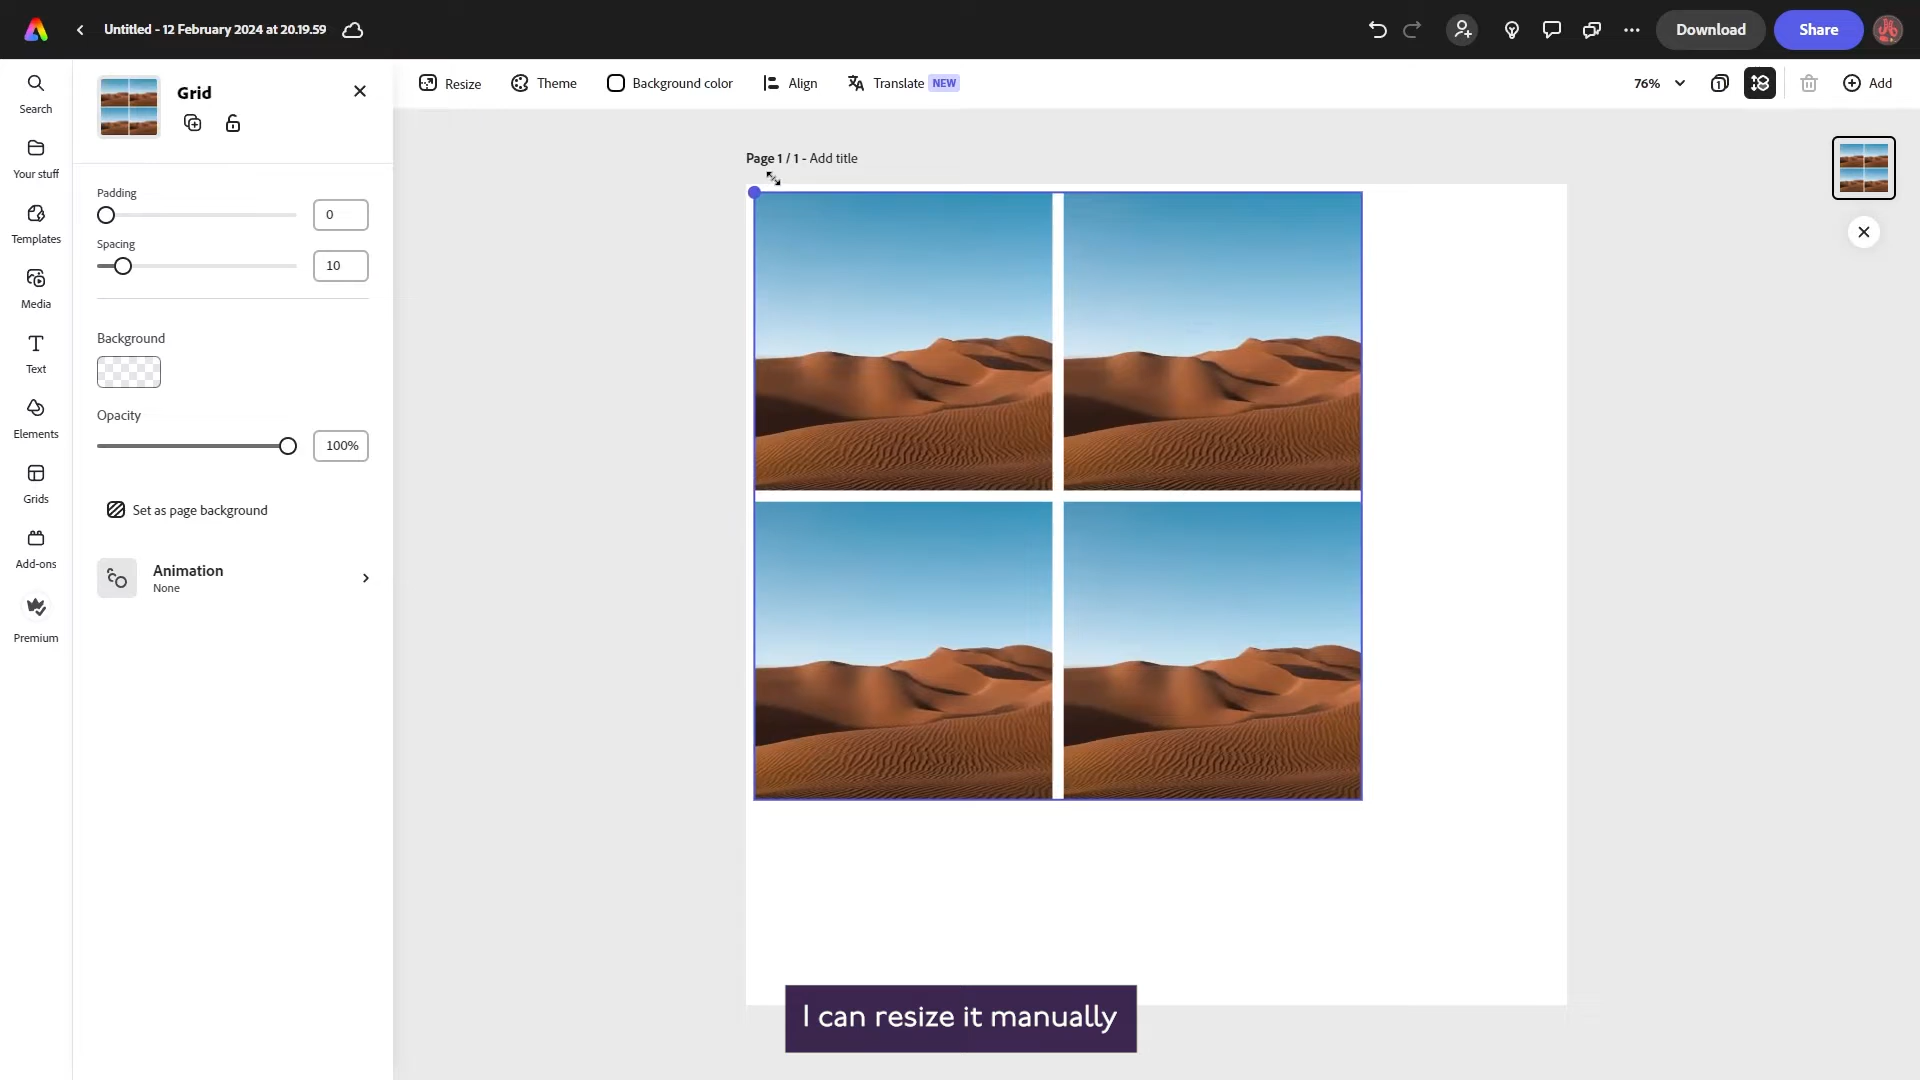 Untitled - 12 February 2024 at 20.19.59
Download
Share
Search
Your stuff
Templates
Media
Text
Elements
Grids
Add-ons
Premium
Grid
Padding
0
Spacing
10
Background
Opacity
100%
Set as page background
Animation
None
Resize
Theme
Background color
Align
Translate NEW
76%
Add
Page 1 / 1 - Add title
I can resize it manually